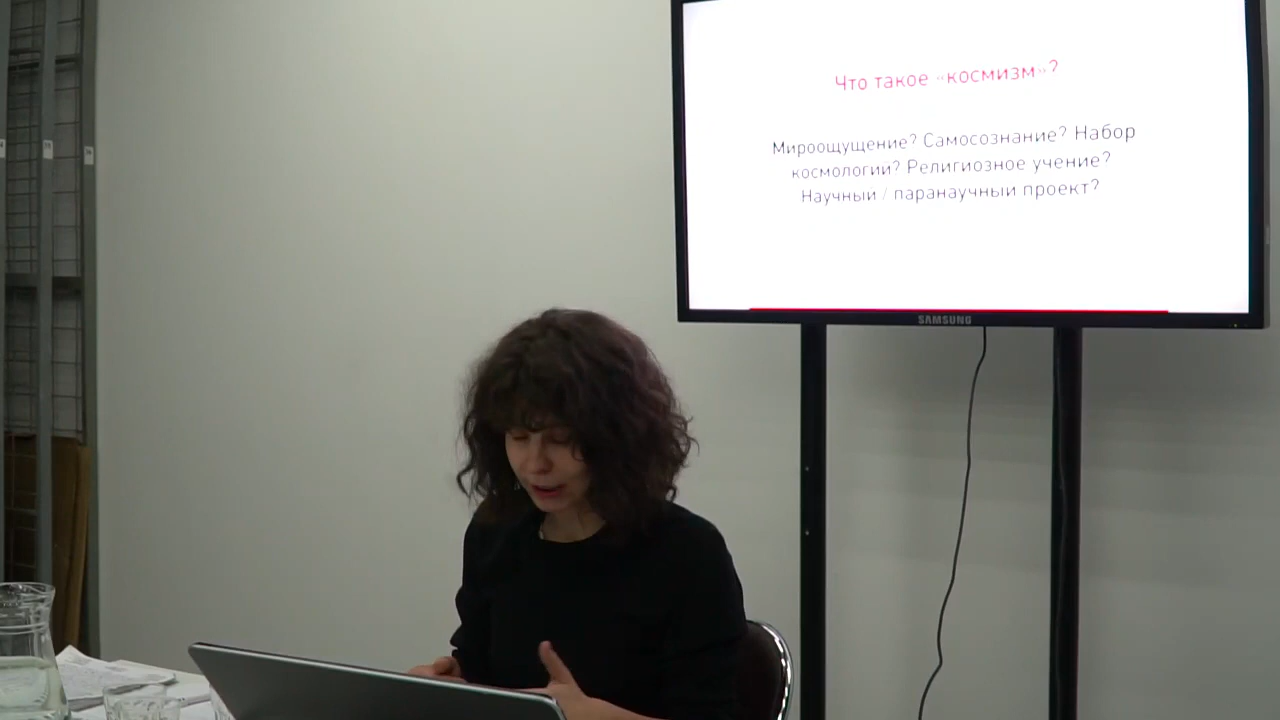 Что такое «космизм»?
Мироощущение? Самосознание? Набор
космологии? Религиозное учение?
Научный / паранаучный проект?
SAMSUNG